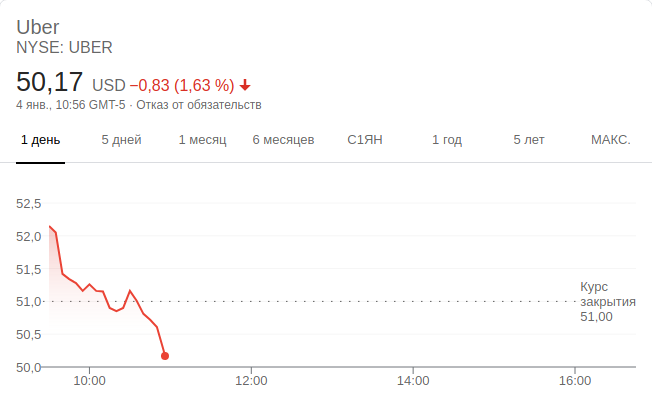 Uber
NYSE: UBER
50,17 USD −0,83 (1,63 %)
4 янв., 10:56 GMT-5 · Отказ от обязательств
1 день 5 дней 1 месяц 6 месяцев С1ЯН 1 год 5 лет МАКС.
52,5
52,0
51,5
51,0
50,5
50,0
Курс
закрытия
51,00
10:00 12:00 14:00 16:00